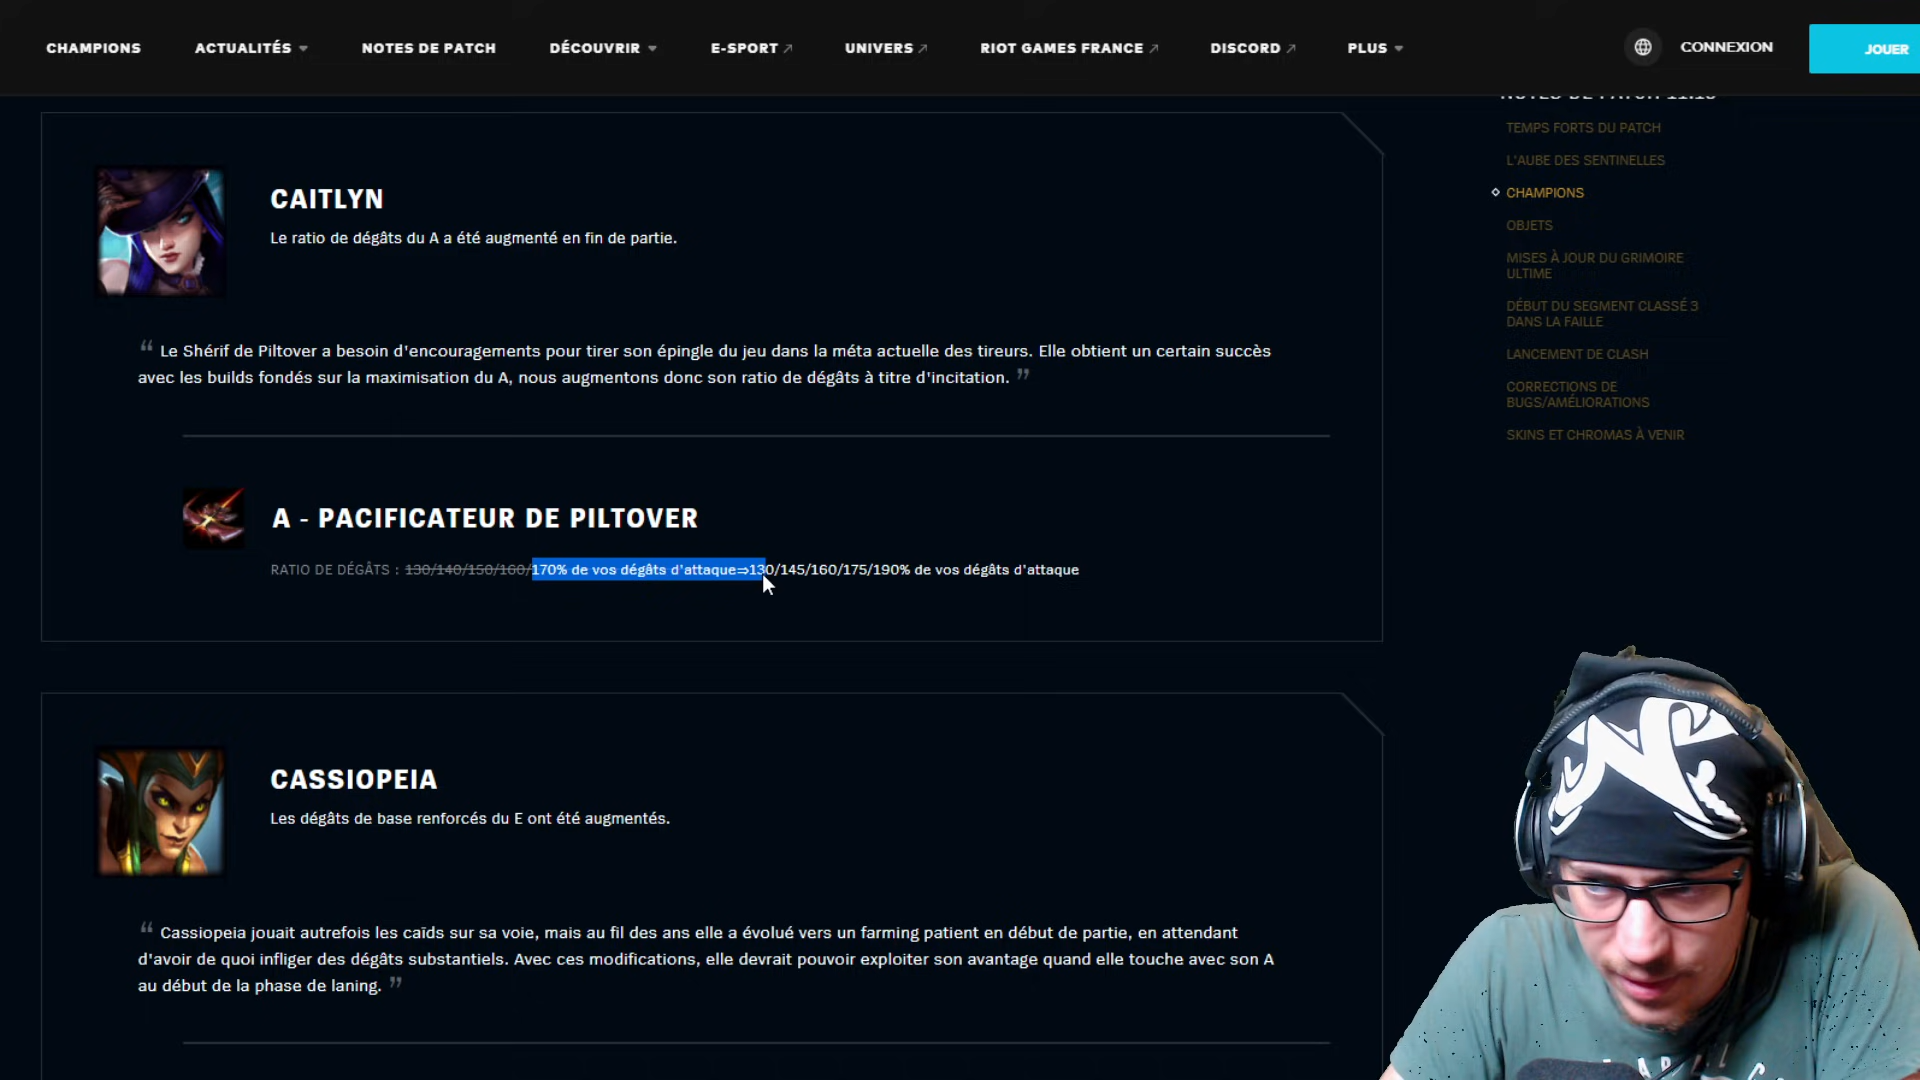 CHAMPIONS ACTUALITÉS NOTES DE PATCH DÉCOUVRIR E-SPORT UNIVERS RIOT GAMES FRANCE DISCORD PLUS CONNEXION JOUER
CAITLYN
Le ratio de dégâts du A a été augmenté en fin de partie.
“ Le Shérif de Piltover a besoin d'encouragements pour tirer son épingle du jeu dans la méta actuelle des tireurs. Elle obtient un certain succès
avec les builds fondés sur la maximisation du A, nous augmentons donc son ratio de dégâts à titre d'incitation. ”
A - PACIFICATEUR DE PILTOVER
RATIO DE DÉGÂTS : 130/140/150/160/170% de vos dégâts d'attaque⇒130/145/160/175/190% de vos dégâts d'attaque
CASSIOPEIA
Les dégâts de base renforcés du E ont été augmentés.
“ Cassiopeia jouait autrefois les caïds sur sa voie, mais au fil des ans elle a évolué vers un farming patient en début de partie, en attendant
d'avoir de quoi infliger des dégâts substantiels. Avec ces modifications, elle devrait pouvoir exploiter son avantage quand elle touche avec son A
au début de la phase de laning. ”
NOTES DE PATCH
TEMPS FORTS DU PATCH
L'AUBE DES SENTINELLES
CHAMPIONS
OBJETS
MISES À JOUR DU GRIMOIRE
ULTIME
DÉBUT DU SEGMENT CLASSÉ 3
DANS LA FAILLE
LANCEMENT DE CLASH
CORRECTIONS DE
BUGS/AMÉLIORATIONS
SKINS ET CHROMAS À VENIR